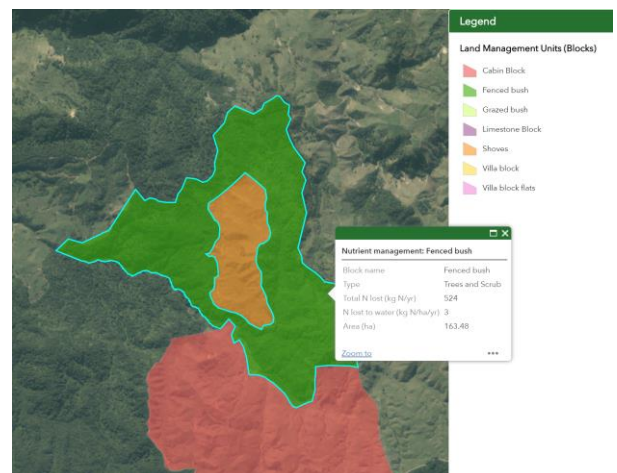 Legend
Land Management Units (Blocks)
Cabin Block
Fenced bush
Grazed bush
Limestone Block
Shoves
Villa block
Villa block flats
Nutrient management: Fenced bush
Block name Fenced bush
Type Trees and Scrub
Total N lost (kg N/yr) 524
N lost to water (kg N/ha/yr) 3
Area (ha) 163.48
Zoom to